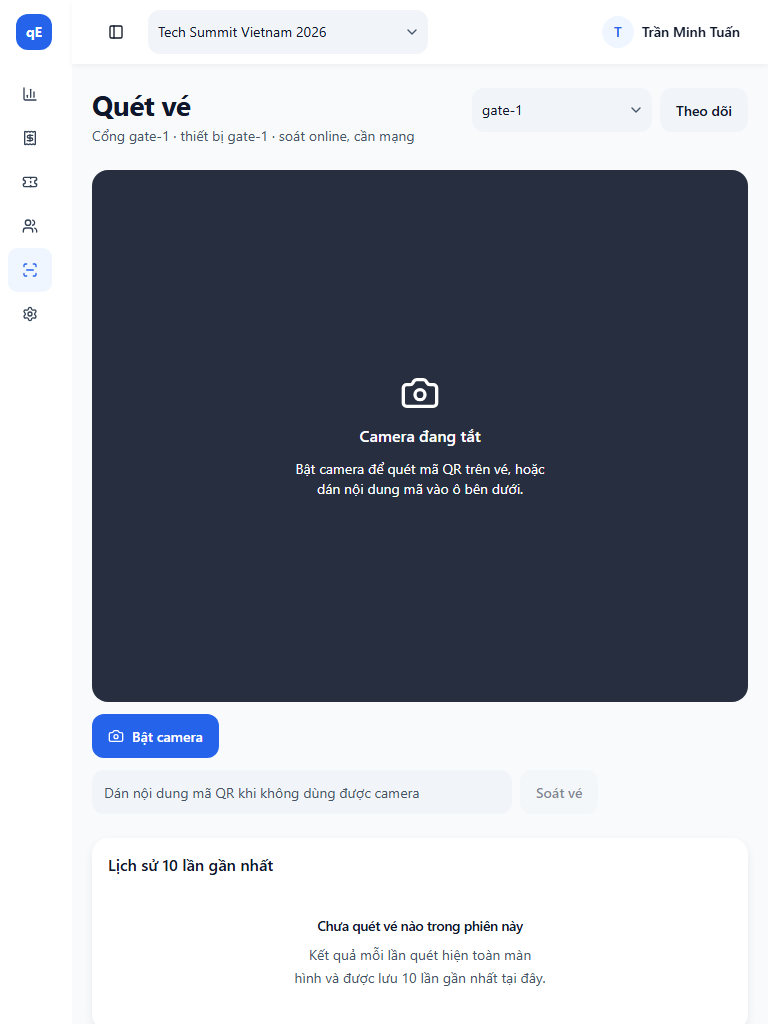 qE
Tech Summit Vietnam 2026
T
Trần Minh Tuấn
Quét vé
Cổng gate-1 · thiết bị gate-1 · soát online, cần mạng
gate-1
Theo dõi
Camera đang tắt
Bật camera để quét mã QR trên vé, hoặc
dán nội dung mã vào ô bên dưới.
Bật camera
Dán nội dung mã QR khi không dùng được camera
Soát vé
Lịch sử 10 lần gần nhất
Chưa quét vé nào trong phiên này
Kết quả mỗi lần quét hiện toàn màn
hình và được lưu 10 lần gần nhất tại đây.